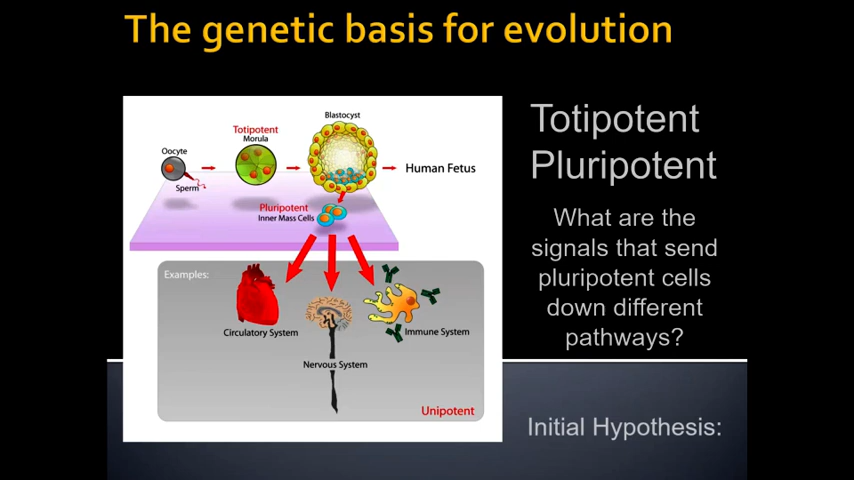 The genetic basis for evolution
Totipotent
Pluripotent
What are the
signals that send
pluripotent cells
down different
pathways?
Initial Hypothesis:
Blastocyst
Totipotent
Morula
Oocyte
Sperm
Human Fetus
Pluripotent
Inner Mass Cells
Examples:
Circulatory System
Immune System
Nervous System
Unipotent